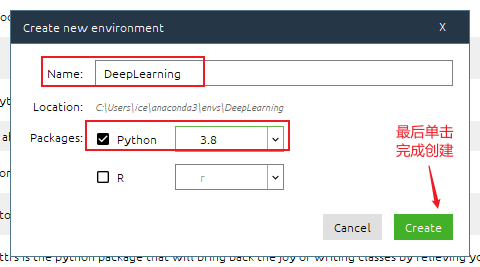 Create new environment
X
Name: DeepLearning
Location: C:\Users\ice\anaconda3\envs\DeepLearning
Packages: Python 3.8
R r
最后单击
完成创建
Cancel Create
is the python package that will bring back the joy of writing classes by relieving yo